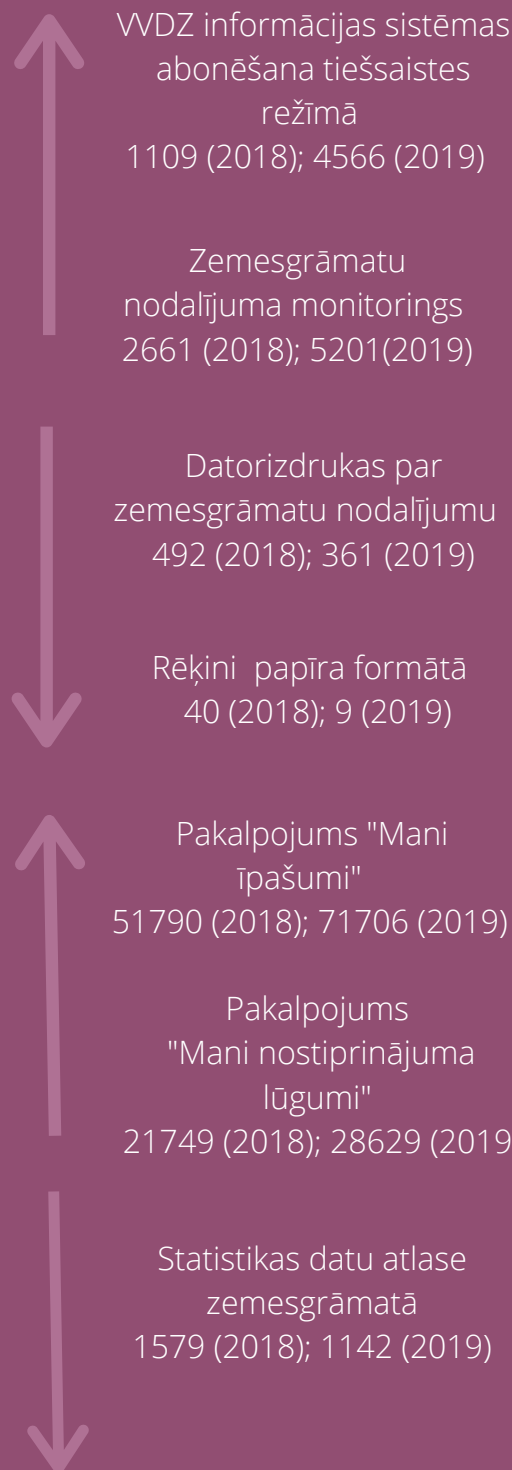 VVDZ informācijas sistēmas
abonēšana tiešsaistes
režīmā
1109 (2018); 4566 (2019)
Zemesgrāmatu
nodalījuma monitorings
2661 (2018); 5201(2019)
Datorizdrukas par
zemesgrāmatu nodalījumu
492 (2018); 361 (2019)
Rēķini papīra formātā
40 (2018); 9 (2019)
Pakalpojums "Mani
īpašumi"
51790 (2018); 71706 (2019)
Pakalpojums
"Mani nostiprinājuma
lūgumi"
21749 (2018); 28629 (2019
Statistikas datu atlase
zemesgrāmatā
1579 (2018); 1142 (2019)